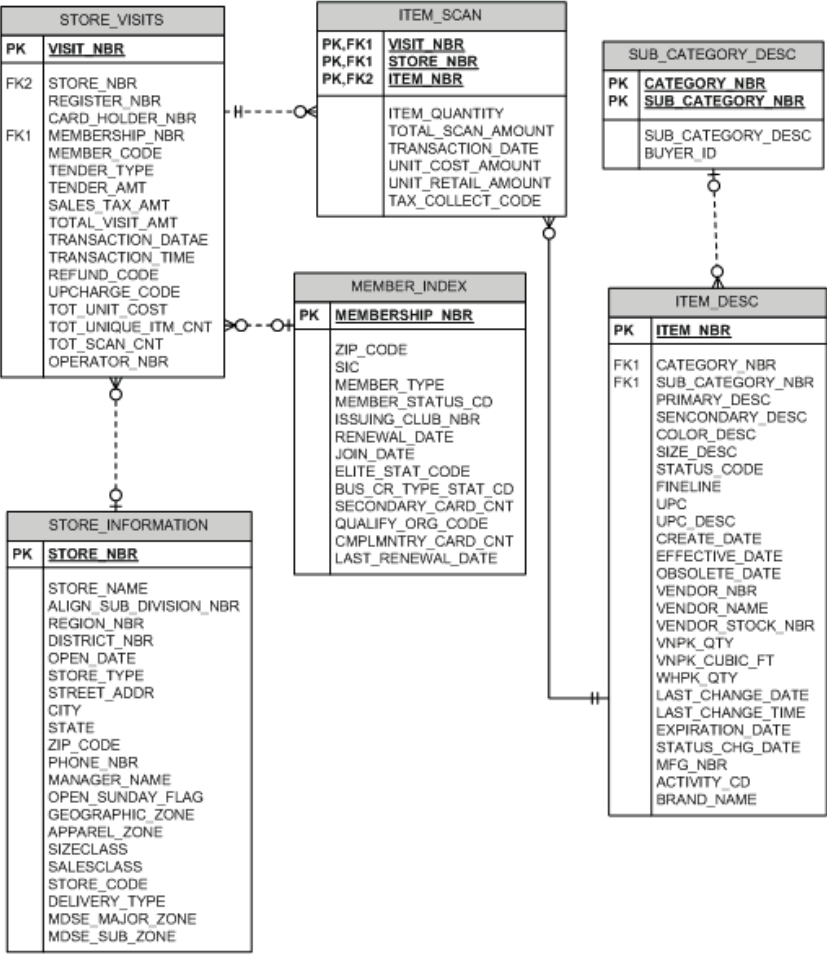 STORE_VISITS
PK VISIT_NBR
FK2 STORE_NBR
REGISTER_NBR
CARD_HOLDER_NBR
FK1 MEMBERSHIP_NBR
MEMBER_CODE
TENDER_TYPE
TENDER_AMT
SALES_TAX_AMT
TOTAL_VISIT_AMT
TRANSACTION_DATAE
TRANSACTION_TIME
REFUND_CODE
UPCHARGE_CODE
TOT_UNIT_COST
TOT_UNIQUE_ITM_CNT
TOT_SCAN_CNT
OPERATOR_NBR
ITEM_SCAN
PK,FK1 VISIT_NBR
PK,FK1 STORE_NBR
PK,FK2 ITEM_NBR
ITEM_QUANTITY
TOTAL_SCAN_AMOUNT
TRANSACTION_DATE
UNIT_COST_AMOUNT
UNIT_RETAIL_AMOUNT
TAX_COLLECT_CODE
SUB_CATEGORY_DESC
PK CATEGORY_NBR
PK SUB_CATEGORY_NBR
SUB_CATEGORY_DESC
BUYER_ID
MEMBER_INDEX
PK MEMBERSHIP_NBR
ZIP_CODE
SIC
MEMBER_TYPE
MEMBER_STATUS_CD
ISSUING_CLUB_NBR
RENEWAL_DATE
JOIN_DATE
ELITE_STAT_CODE
BUS_CR_TYPE_STAT_CD
SECONDARY_CARD_CNT
QUALIFY_ORG_CODE
CMPLMNTRY_CARD_CNT
LAST_RENEWAL_DATE
ITEM_DESC
PK ITEM_NBR
FK1 CATEGORY_NBR
FK1 SUB_CATEGORY_NBR
PRIMARY_DESC
SENCONDARY_DESC
COLOR_DESC
SIZE_DESC
STATUS_CODE
FINELINE
UPC
UPC_DESC
CREATE_DATE
EFFECTIVE_DATE
OBSOLETE_DATE
VENDOR_NBR
VENDOR_NAME
VENDOR_STOCK_NBR
VNPK_QTY
VNPK_CUBIC_FT
WHPK_QTY
LAST_CHANGE_DATE
LAST_CHANGE_TIME
EXPIRATION_DATE
STATUS_CHG_DATE
MFG_NBR
ACTIVITY_CD
BRAND_NAME
STORE_INFORMATION
PK STORE_NBR
STORE_NAME
ALIGN_SUB_DIVISION_NBR
REGION_NBR
DISTRICT_NBR
OPEN_DATE
STORE_TYPE
STREET_ADDR
CITY
STATE
ZIP_CODE
PHONE_NBR
MANAGER_NAME
OPEN_SUNDAY_FLAG
GEOGRAPHIC_ZONE
APPAREL_ZONE
SIZECLASS
SALESCLASS
STORE_CODE
DELIVERY_TYPE
MDSE_MAJOR_ZONE
MDSE_SUB_ZONE